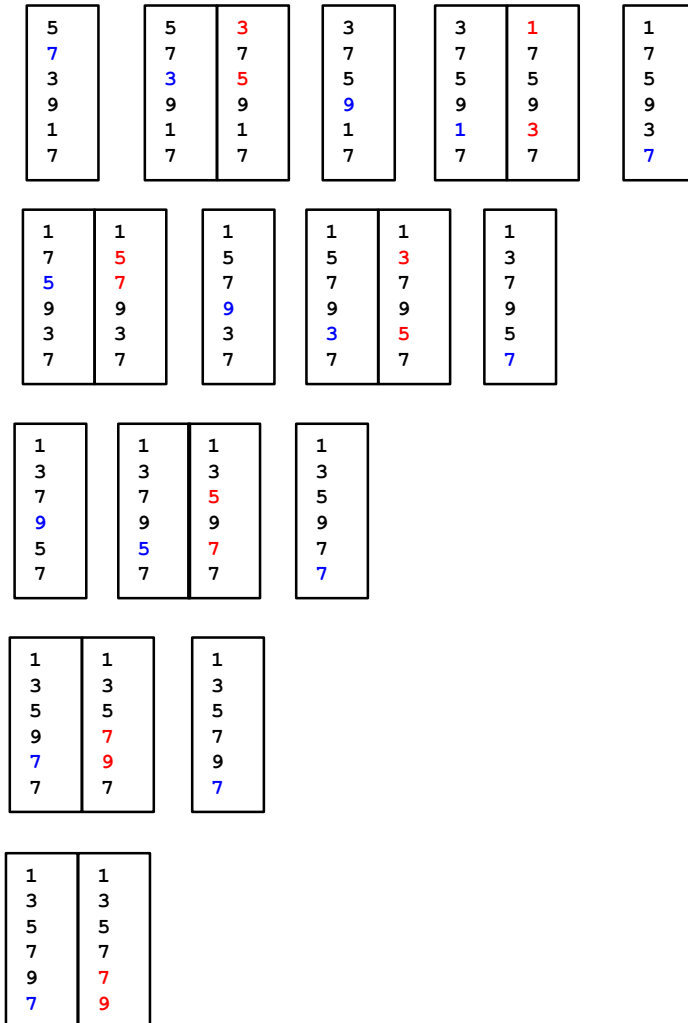 5 5 3 3 3 1 1
7 7 7 7 7 7 7
3 3 5 5 5 5 5
9 9 9 9 9 9 9
1 1 1 1 1 3 3
7 7 7 7 7 7 7
1 1 1 1 1 1
7 5 5 5 3 3
5 7 7 7 7 7
9 9 9 9 9 9
3 3 3 3 5 5
7 7 7 7 7 7
1 1 1 1
3 3 3 3
7 7 5 5
9 9 9 9
5 5 7 7
7 7 7 7
1 1 1
3 3 3
5 5 5
9 7 7
7 9 9
7 7 7
1 1
3 3
5 5
7 7
9 7
7 9